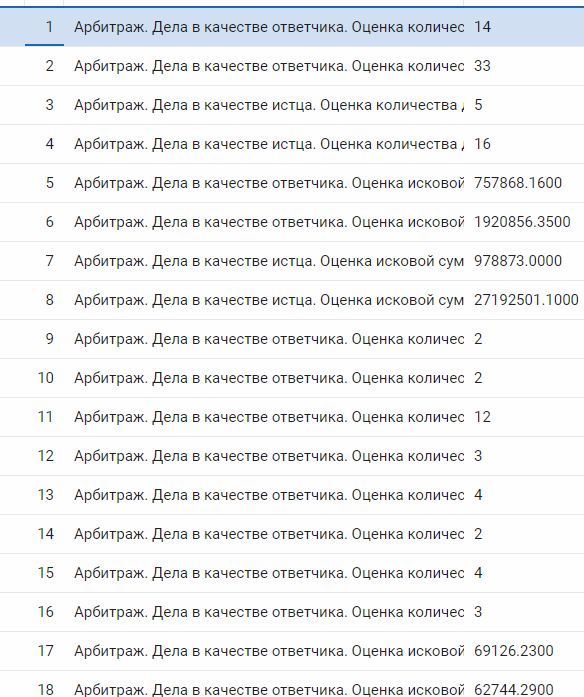 1 Арбитраж. Дела в качестве ответчика. Оценка количес 14
2 Арбитраж. Дела в качестве ответчика. Оценка количес 33
3 Арбитраж. Дела в качестве истца. Оценка количества 5
4 Арбитраж. Дела в качестве истца. Оценка количества 16
5 Арбитраж. Дела в качестве ответчика. Оценка исковой 757868.1600
6 Арбитраж. Дела в качестве ответчика. Оценка исковой 1920856.3500
7 Арбитраж. Дела в качестве истца. Оценка исковой сум 978873.0000
8 Арбитраж. Дела в качестве истца. Оценка исковой сум 27192501.1000
9 Арбитраж. Дела в качестве ответчика. Оценка количес 2
10 Арбитраж. Дела в качестве ответчика. Оценка количес 2
11 Арбитраж. Дела в качестве ответчика. Оценка количес 12
12 Арбитраж. Дела в качестве ответчика. Оценка количес 3
13 Арбитраж. Дела в качестве ответчика. Оценка количес 4
14 Арбитраж. Дела в качестве ответчика. Оценка количес 2
15 Арбитраж. Дела в качестве ответчика. Оценка количес 4
16 Арбитраж. Дела в качестве ответчика. Оценка количес 3
17 Арбитраж. Дела в качестве ответчика. Оценка исковой 69126.2300
18 Арбитраж. Дела в качестве ответчика. Оценка исковой 62744.2900